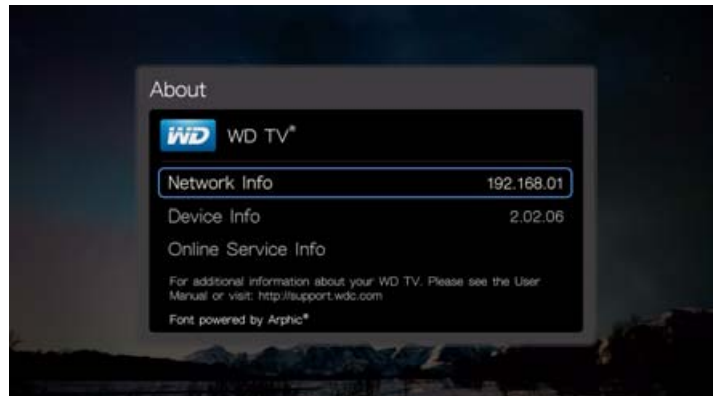 About
WD WD TV®
Network Info 192.168.01
Device Info 2.02.06
Online Service Info
For additional information about your WD TV. Please see the User
Manual or visit: http://support.wdc.com
Font powered by Arphic®